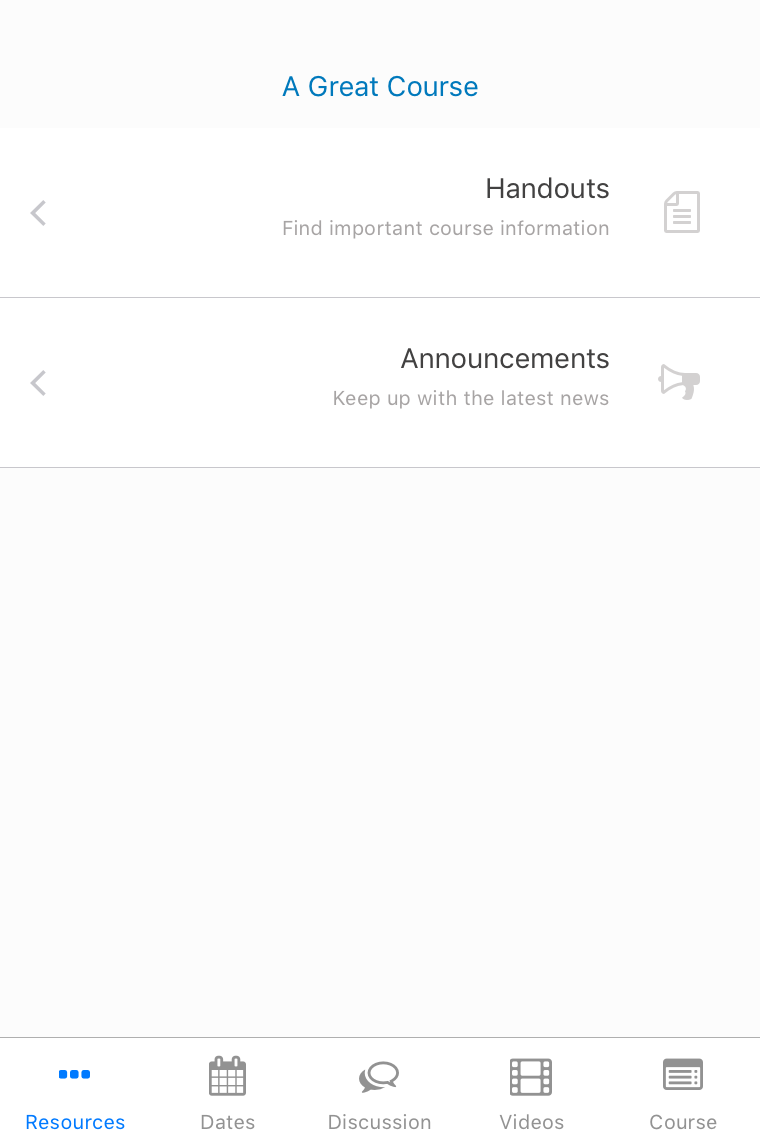 A Great Course
Handouts
Find important course information
Announcements
Keep up with the latest news
Resources
Dates
Discussion
Videos
Course